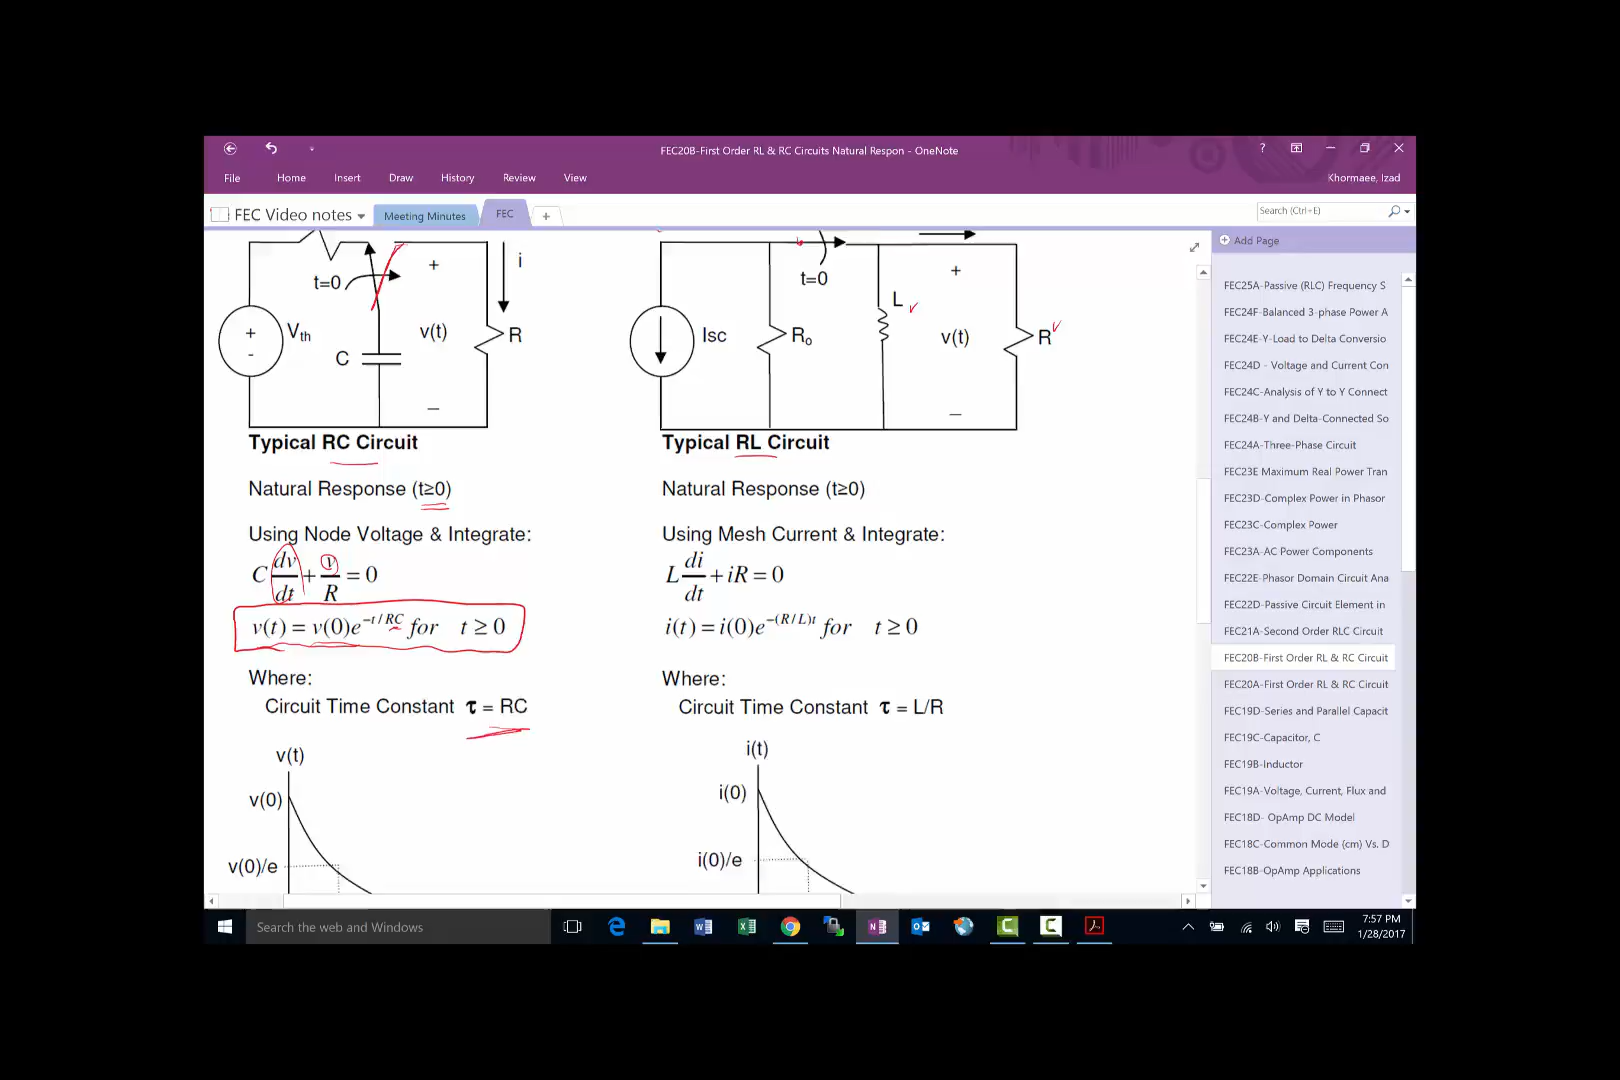 FEC20B-First Order RL & RC Circuits Natural Respon - OneNote
?
File Home Insert Draw History Review View
Khormaee, Izad
FEC Video notes Meeting Minutes FEC +
Search (Ctrl+E)
Add Page
t=0
+
i
+
-
Vth
v(t)
R
C
–
t=0
+
L
Isc
Ro
v(t)
R
–
Typical RC Circuit
Natural Response (t≥0)
Using Node Voltage & Integrate:
C dv/dt + v/R = 0
v(t) = v(0)e^{-t/RC} for t ≥ 0
Where:
Circuit Time Constant τ = RC
v(t)
v(0)
v(0)/e
Typical RL Circuit
Natural Response (t≥0)
Using Mesh Current & Integrate:
L di/dt + iR = 0
i(t) = i(0)e^{-(R/L)t} for t ≥ 0
Where:
Circuit Time Constant τ = L/R
i(t)
i(0)
i(0)/e
FEC25A-Passive (RLC) Frequency S
FEC24F-Balanced 3-phase Power A
FEC24E-Y-Load to Delta Conversio
FEC24D - Voltage and Current Con
FEC24C-Analysis of Y to Y Connect
FEC24B-Y and Delta-Connected So
FEC24A-Three-Phase Circuit
FEC23E Maximum Real Power Tran
FEC23D-Complex Power in Phasor
FEC23C-Complex Power
FEC23A-AC Power Components
FEC22E-Phasor Domain Circuit Ana
FEC22D-Passive Circuit Element in
FEC21A-Second Order RLC Circuit
FEC20B-First Order RL & RC Circuit
FEC20A-First Order RL & RC Circuit
FEC19D-Series and Parallel Capacit
FEC19C-Capacitor, C
FEC19B-Inductor
FEC19A-Voltage, Current, Flux and
FEC18D- OpAmp DC Model
FEC18C-Common Mode (cm) Vs. D
FEC18B-OpAmp Applications
Search the web and Windows
7:57 PM
1/28/2017